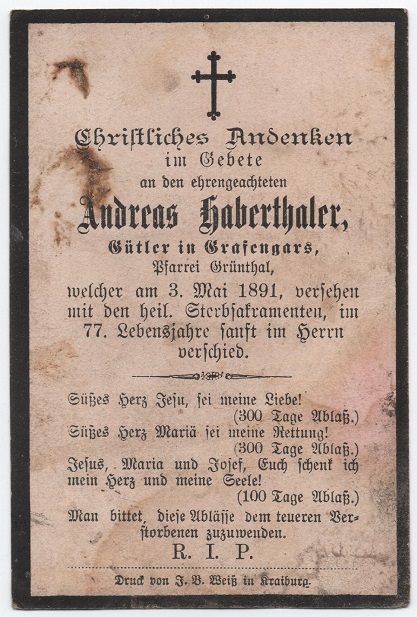 Christliches Andenken
im Gebete
an den ehrengeachteten
Andreas Haberthaler,
Gütler in Grafengars,
Pfarrei Grünthal,
welcher am 3. Mai 1891, versehen
mit den heil. Sterbsakramenten, im
77. Lebensjahre sanft im Herrn
verschied.
Süßes Herz Jesu, sei meine Liebe!
(300 Tage Ablaß.)
Süßes Herz Mariä sei meine Rettung!
(300 Tage Ablaß.)
Jesus, Maria und Josef, Euch schenk ich
mein Herz und meine Seele!
(100 Tage Ablaß.)
Man bittet, diese Ablässe dem teueren Ver-
storbenen zuzuwenden.
R. I. P.
Druck von J. B. Weiß in Kraiburg.